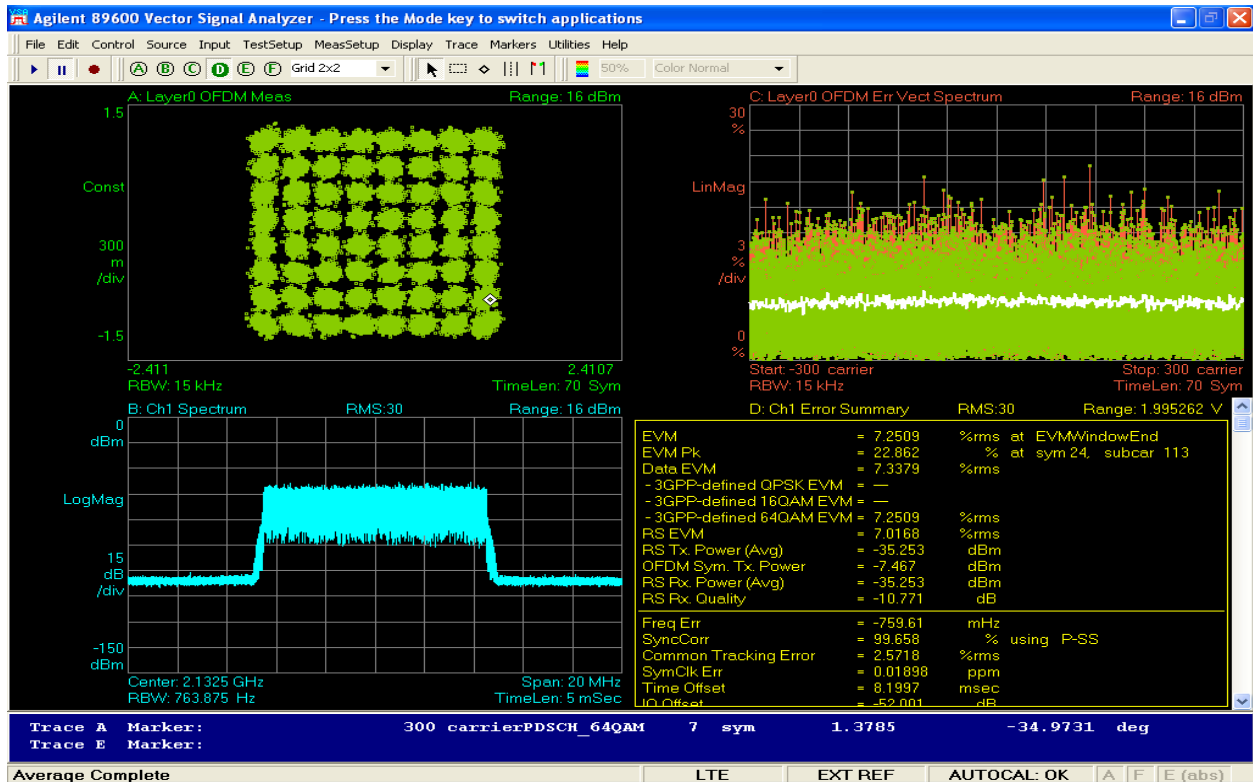 Agilent 89600 Vector Signal Analyzer - Press the Mode key to switch applications
File Edit Control Source Input TestSetup MeasSetup Display Trace Markers Utilities Help
A B C D E F Grid 2x2 50% Color Normal
A: Layer0 OFDM Meas Range: 16 dBm
1.5
Const
300
m
/div
-1.5
-2.411 2.4107
RBW: 15 kHz TimeLen: 70 Sym
C: Layer0 OFDM Err Vect Spectrum Range: 16 dBm
30
%
LinMag
3
%
/div
0
%
Start: -300 carrier Stop: 300 carrier
RBW: 15 kHz TimeLen: 70 Sym
B: Ch1 Spectrum RMS:30 Range: 16 dBm
0
dBm
LogMag
15
dB
/div
-150
dBm
Center: 2.1325 GHz Span: 20 MHz
RBW: 763.875 Hz TimeLen: 5 mSec
D: Ch1 Error Summary RMS:30 Range: 1.995262 V
EVM = 7.2509 %rms at EVMWindowEnd
EVM Pk = 22.862 % at sym 24, subcar 113
Data EVM = 7.3379 %rms
- 3GPP-defined QPSK EVM = —
- 3GPP-defined 16QAM EVM = —
- 3GPP-defined 64QAM EVM = 7.2509 %rms
RS EVM = 7.0168 %rms
RS Tx. Power (Avg) = -35.253 dBm
OFDM Sym. Tx. Power = -7.467 dBm
RS Rx. Power (Avg) = -35.253 dBm
RS Rx. Quality = -10.771 dB
Freq Err = -759.61 mHz
SyncCorr = 99.658 % using P-SS
Common Tracking Error = 2.5718 %rms
SymClk Err = 0.01898 ppm
Time Offset = 8.1997 msec
IQ Offset = -52.001 dB
Trace A Marker: 300 carrierPDSCH_64QAM 7 sym 1.3785 -34.9731 deg
Trace E Marker:
Average Complete LTE EXT REF AUTOCAL: OK A F E (abs)